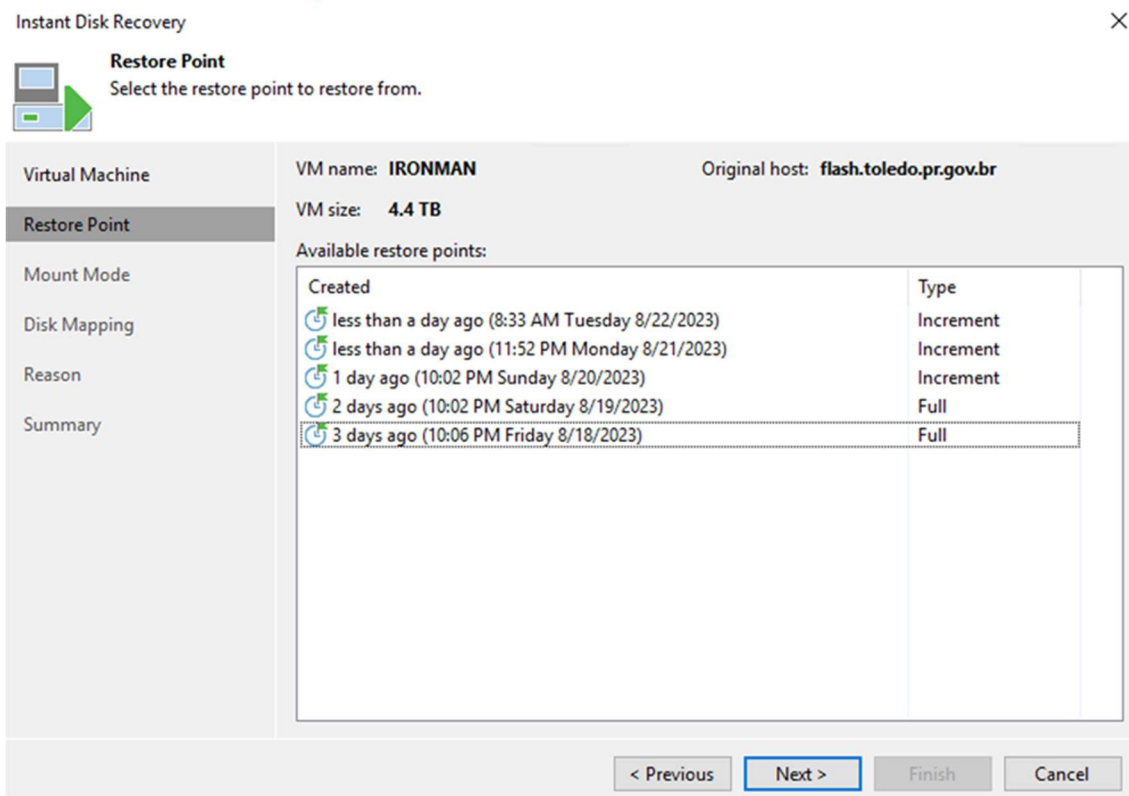 Instant Disk Recovery
Restore Point
Select the restore point to restore from.
Virtual Machine
Restore Point
Mount Mode
Disk Mapping
Reason
Summary
VM name: IRONMAN Original host: flash.toledo.pr.gov.br
VM size: 4.4 TB
Available restore points:
Created Type
less than a day ago (8:33 AM Tuesday 8/22/2023) Increment
less than a day ago (11:52 PM Monday 8/21/2023) Increment
1 day ago (10:02 PM Sunday 8/20/2023) Increment
2 days ago (10:02 PM Saturday 8/19/2023) Full
3 days ago (10:06 PM Friday 8/18/2023) Full
< Previous Next > Finish Cancel